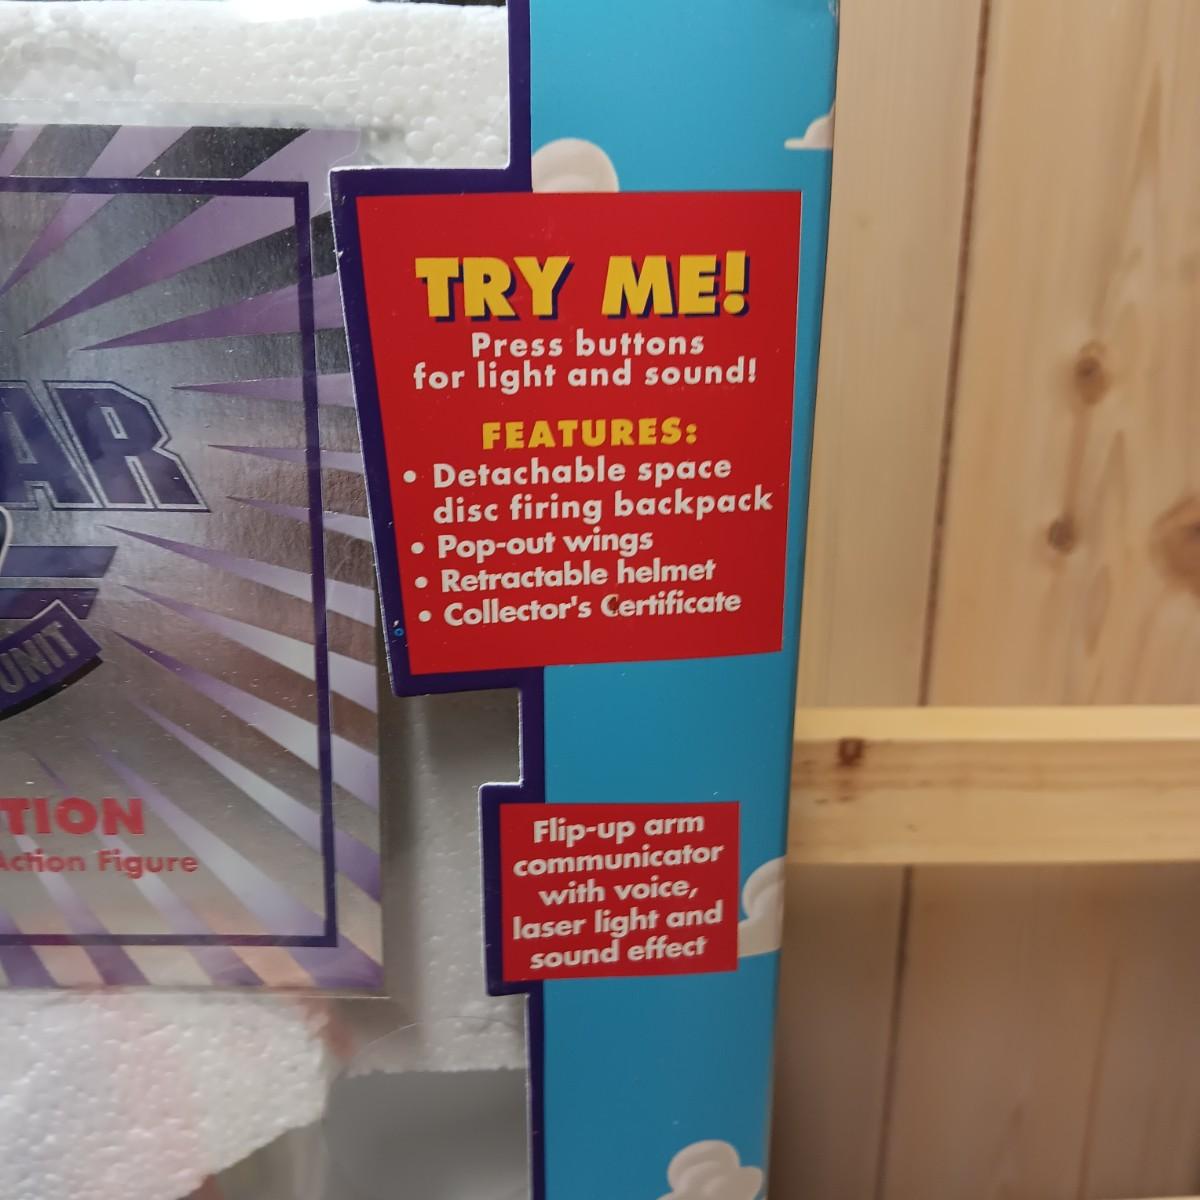 TRY ME!
Press buttons
for light and sound!
FEATURES:
• Detachable space
disc firing backpack
• Pop-out wings
• Retractable helmet
• Collector's Certificate
AR
UNIT
TION
Action Figure
Flip-up arm
communicator
with voice,
laser light and
sound effect